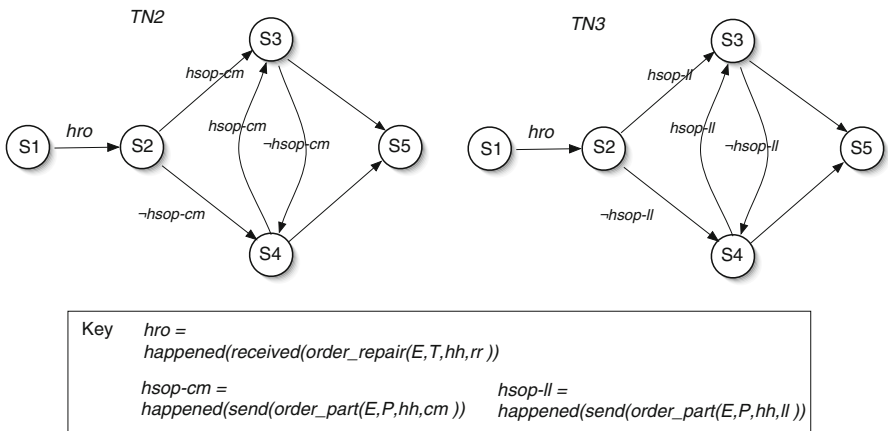 TN2
S3
hsop-cm
hro
S1
S2
hsop-cm
¬hsop-cm
S5
¬hsop-cm
S4
TN3
S3
hsop-ll
hro
S1
S2
hsop-ll
¬hsop-ll
S5
¬hsop-ll
S4
Key
hro =
happened(received(order_repair(E,T,hh,rr ))
hsop-cm =
happened(send(order_part(E,P,hh,cm ))
hsop-ll =
happened(send(order_part(E,P,hh,ll ))